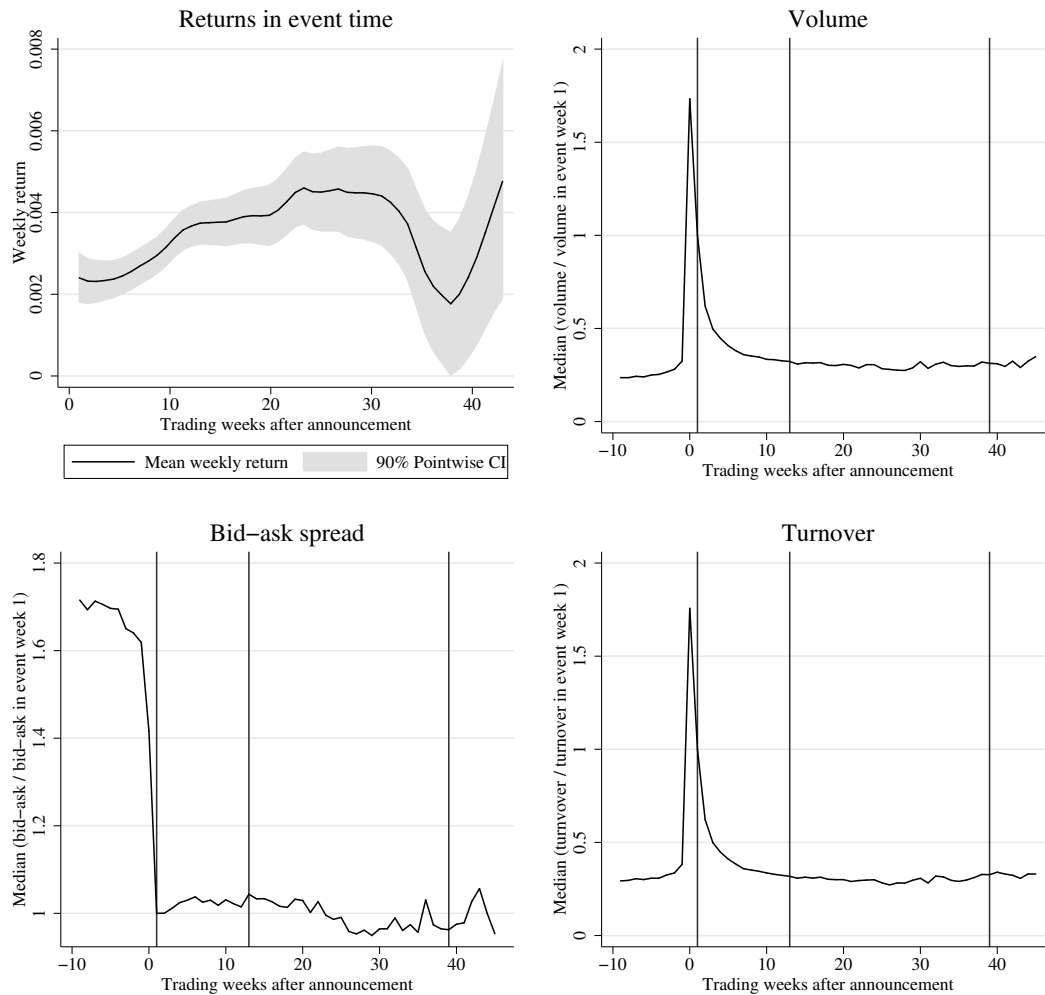 Returns in event time
Weekly return
0.008
0.006
0.004
0.002
0
0 10 20 30 40
Trading weeks after announcement
Mean weekly return 90% Pointwise CI
Volume
Median (volume / volume in event week 1)
2
1.5
1
0.5
0
−10 0 10 20 30 40
Trading weeks after announcement
Bid−ask spread
Median (bid−ask / bid−ask in event week 1)
1.8
1.6
1.4
1.2
1
−10 0 10 20 30 40
Trading weeks after announcement
Turnover
Median (turnvover / turnover in event week 1)
2
1.5
1
0.5
0
−10 0 10 20 30 40
Trading weeks after announcement